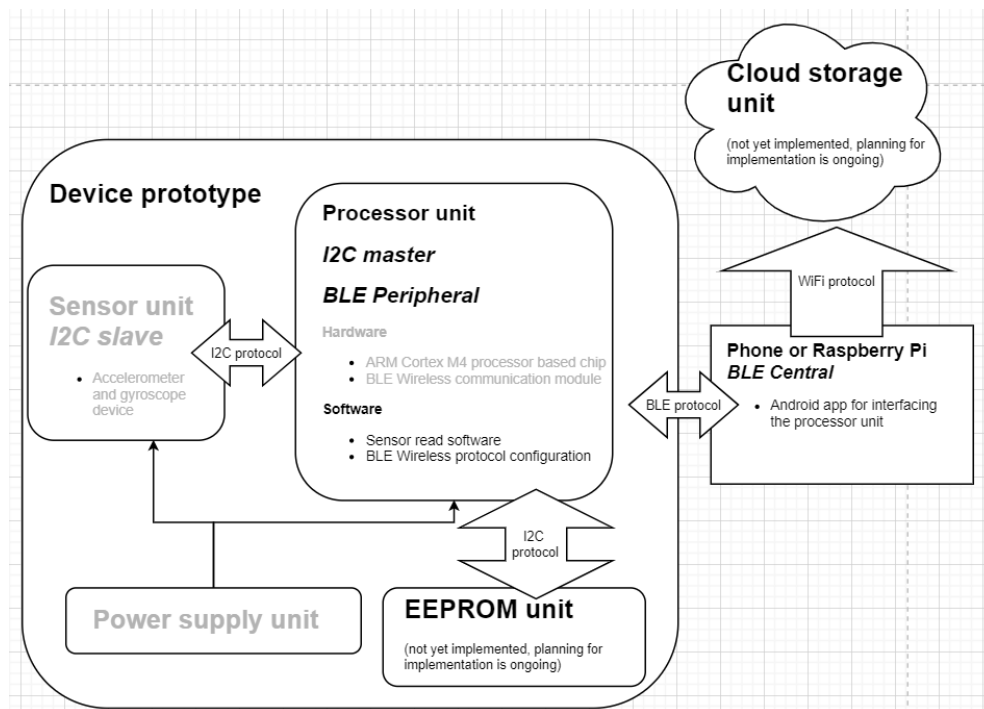 Cloud storage
unit
(not yet implemented, planning for
implementation is ongoing)
Device prototype
Processor unit
I2C master
BLE Peripheral
Hardware
ARM Cortex M4 processor based chip
BLE Wireless communication module
Software
Sensor read software
BLE Wireless protocol configuration
Sensor unit
I2C slave
Accelerometer
and gyroscope
device
I2C protocol
WiFi protocol
Phone or Raspberry Pi
BLE Central
Android app for interfacing
the processor unit
BLE protocol
I2C
protocol
Power supply unit
EEPROM unit
(not yet implemented, planning for
implementation is ongoing)